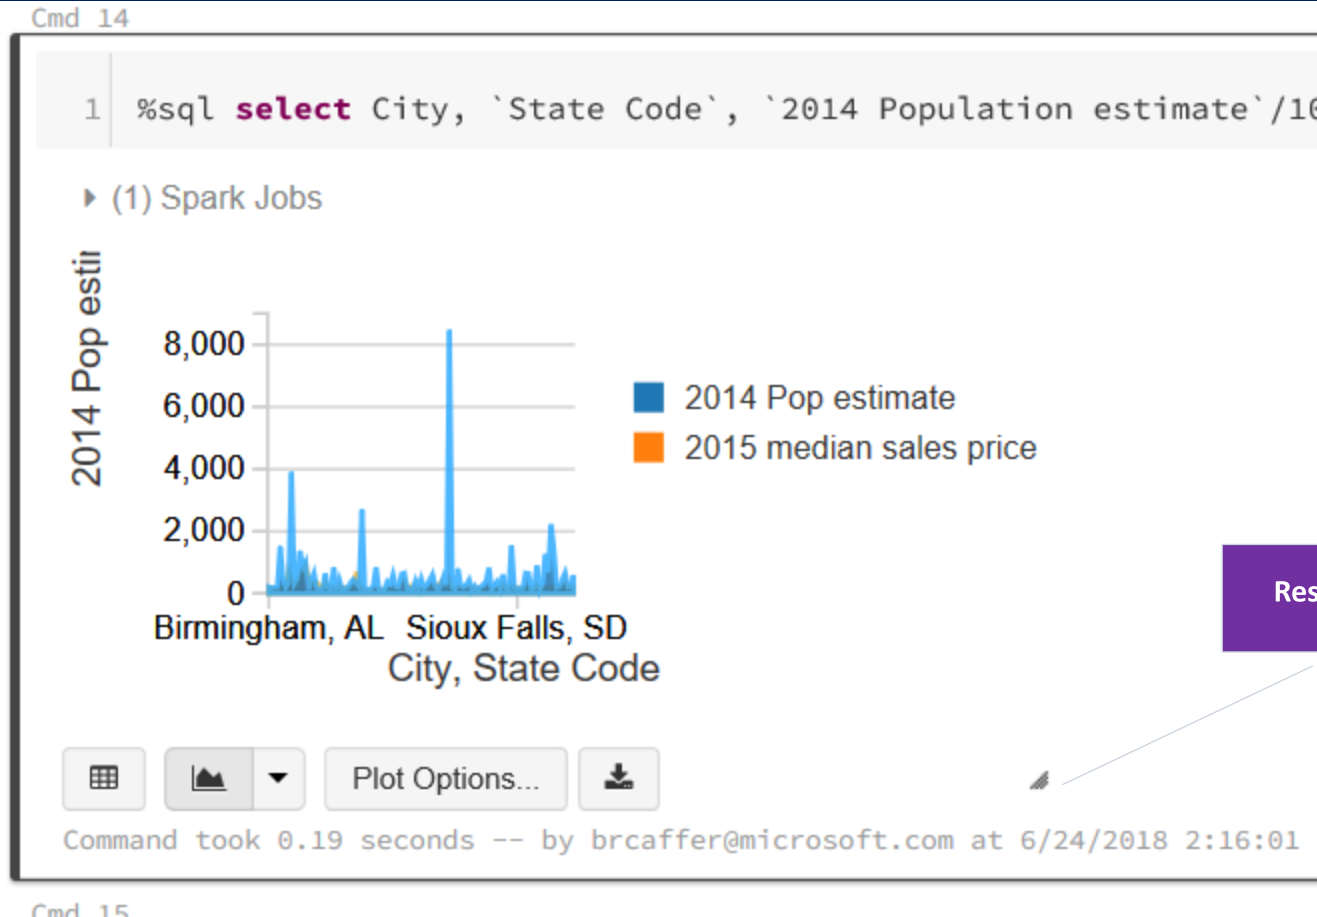 Cmd 14
1 %sql select City, `State Code`, `2014 Population estimate`/10
(1) Spark Jobs
2014 Pop esti
8,000
6,000
4,000
2,000
0
2014 Pop estimate
2015 median sales price
Birmingham, AL Sioux Falls, SD
City, State Code
Res
Plot Options...
Command took 0.19 seconds -- by brcaffer@microsoft.com at 6/24/2018 2:16:01
Cmd 15